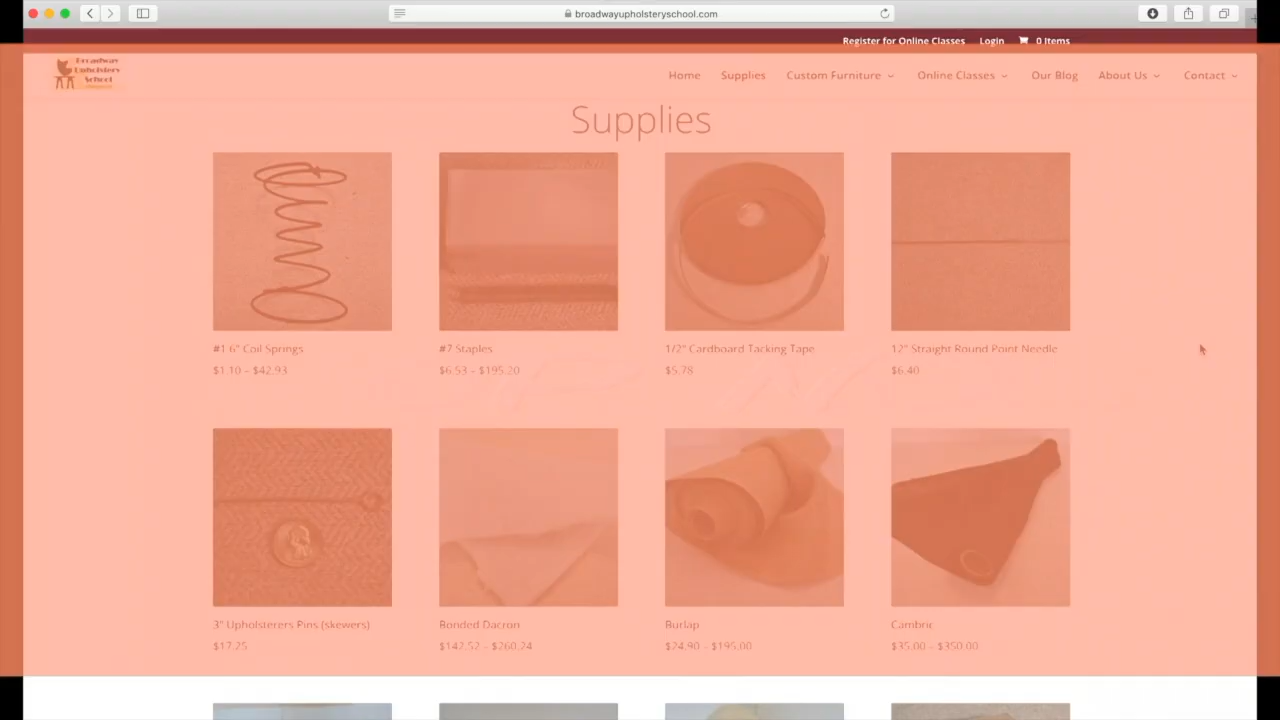 broadwayupholsteryschool.com
Register for Online Classes Login 0 Items
Broadway
Upholstery
School
Home Supplies Custom Furniture Online Classes Our Blog About Us Contact
Supplies
#1 6" Coil Springs
$1.10 – $42.93
#7 Staples
$6.53 – $195.20
1/2" Cardboard Tacking Tape
$5.78
12" Straight Round Point Needle
$6.40
3" Upholsterers Pins (skewers)
$17.25
Bonded Dacron
$142.52 – $260.24
Burlap
$24.90 – $195.00
Cambric
$35.00 – $350.00